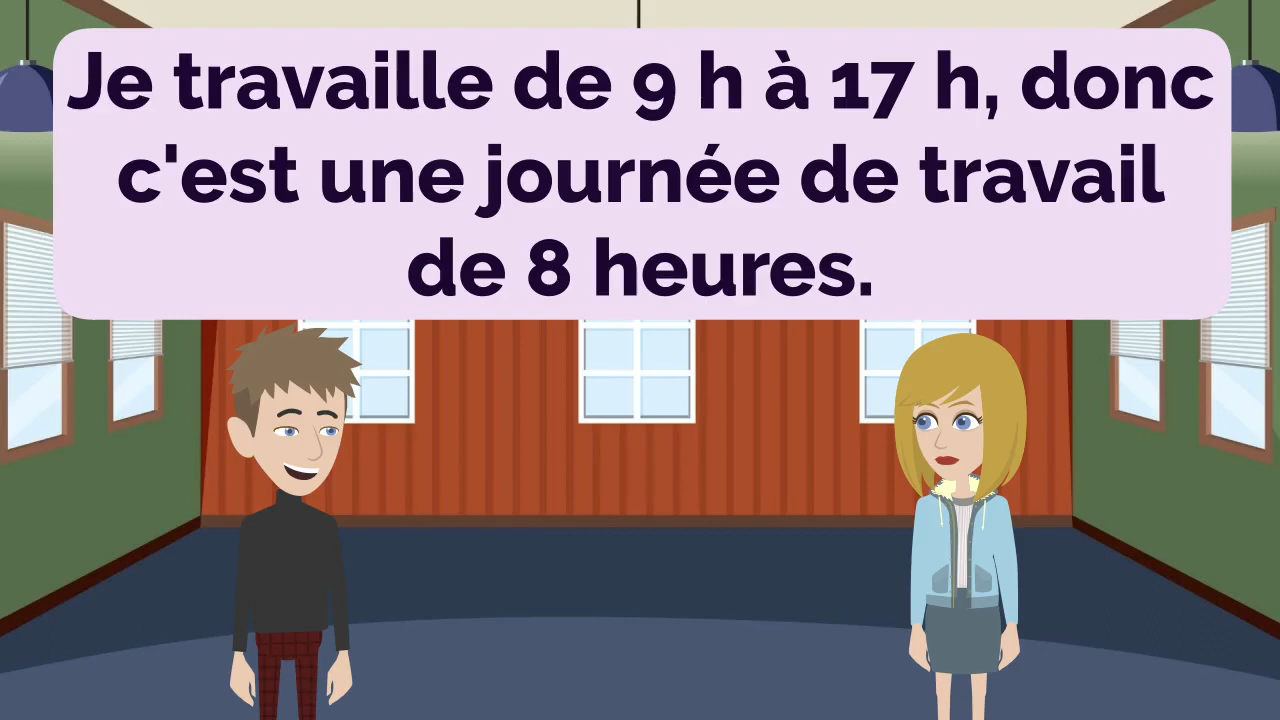 Je travaille de 9 h à 17 h, donc
c'est une journée de travail
de 8 heures.